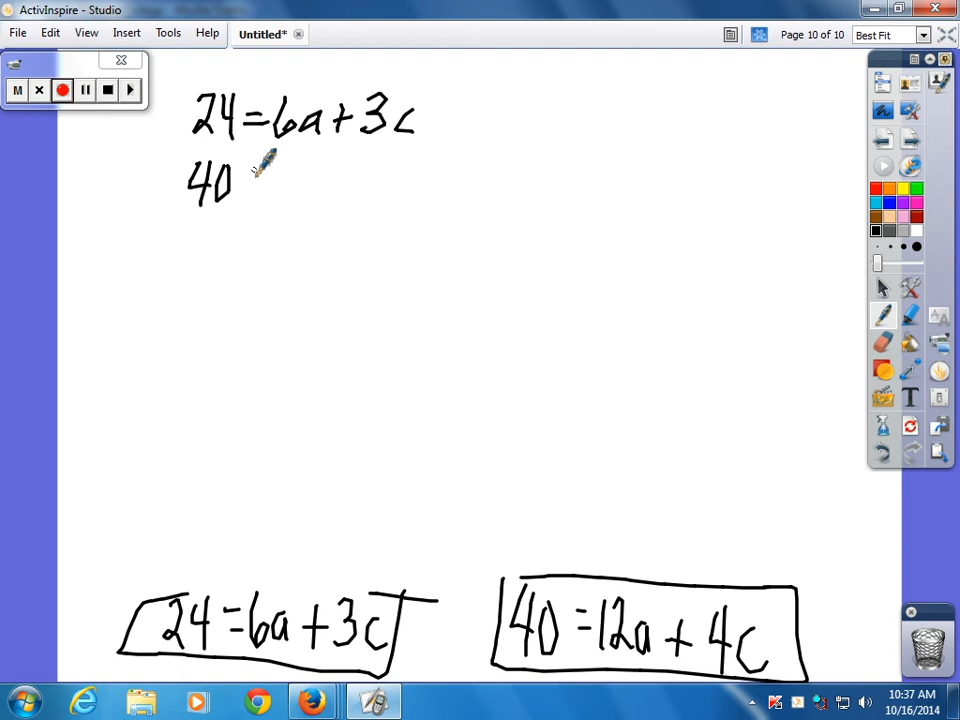 ActivInspire - Studio
File Edit View Insert Tools Help Untitled* Page 10 of 10 Best Fit
M
24=6a+3c
40
24=6a+3c
40=12a+4c
10:37 AM
10/16/2014